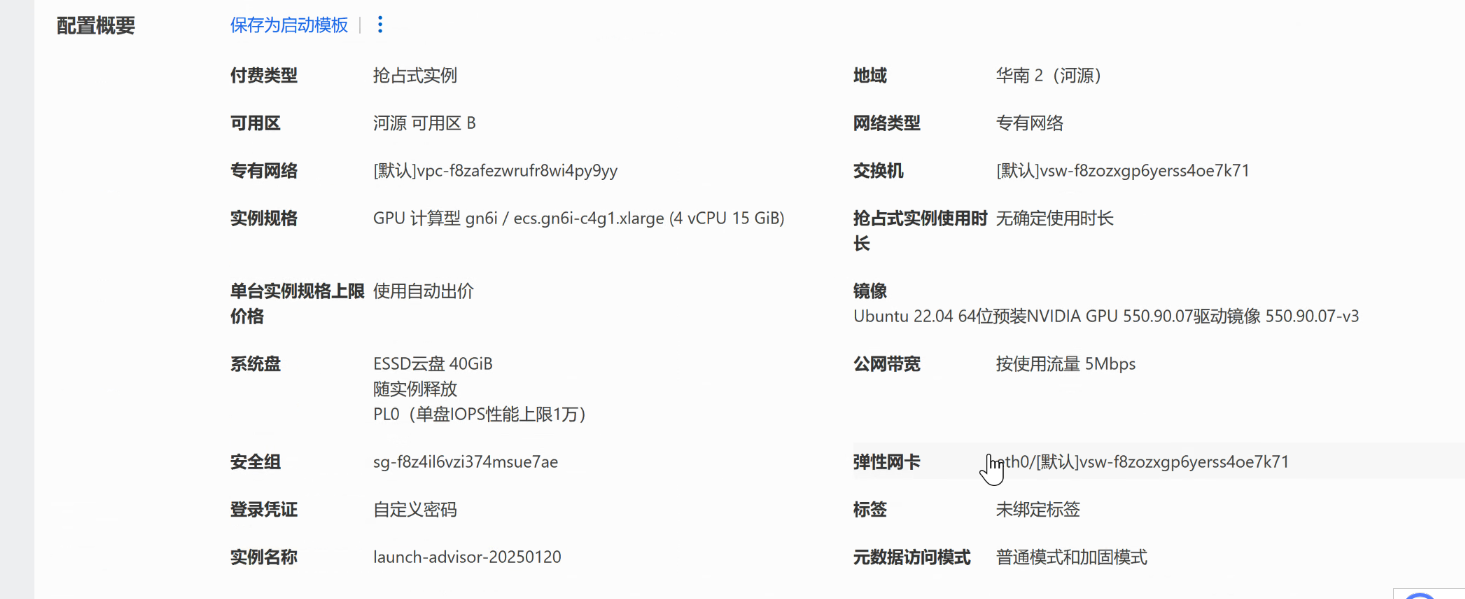 配置概要 保存为启动模板
付费类型 抢占式实例 地域 华南 2（河源）
可用区 河源 可用区 B 网络类型 专有网络
专有网络 [默认]vpc-f8zafezwrufr8wi4py9yy 交换机 [默认]vsw-f8zozxgp6yerss4oe7k71
实例规格 GPU 计算型 gn6i / ecs.gn6i-c4g1.xlarge (4 vCPU 15 GiB) 抢占式实例使用时 无确定使用时长
长
单台实例规格上限 使用自动出价 镜像
价格 Ubuntu 22.04 64位预装NVIDIA GPU 550.90.07驱动镜像 550.90.07-v3
系统盘 ESSD云盘 40GiB 公网带宽 按使用流量 5Mbps
随实例释放
PL0（单盘IOPS性能上限1万）
安全组 sg-f8z4il6vzi374msue7ae 弹性网卡 eth0/[默认]vsw-f8zozxgp6yerss4oe7k71
登录凭证 自定义密码 标签 未绑定标签
实例名称 launch-advisor-20250120 元数据访问模式 普通模式和加固模式